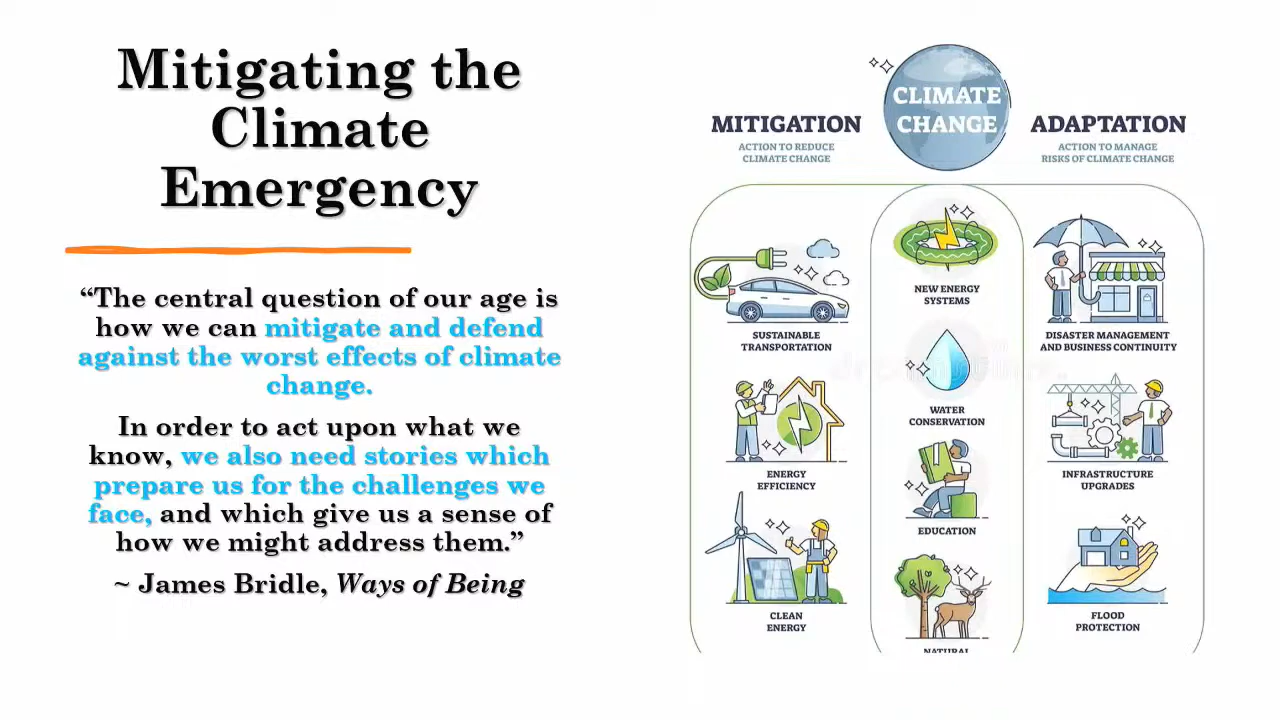 Mitigating the
Climate
Emergency
“The central question of our age is
how we can mitigate and defend
against the worst effects of climate
change.
In order to act upon what we
know, we also need stories which
prepare us for the challenges we
face, and which give us a sense of
how we might address them.”
~ James Bridle, Ways of Being
CLIMATE
CHANGE
MITIGATION
ACTION TO REDUCE
CLIMATE CHANGE
ADAPTATION
ACTION TO MANAGE
RISKS OF CLIMATE CHANGE
SUSTAINABLE
TRANSPORTATION
ENERGY
EFFICIENCY
CLEAN
ENERGY
NEW ENERGY
SYSTEMS
WATER
CONSERVATION
EDUCATION
NATURAL
DISASTER MANAGEMENT
AND BUSINESS CONTINUITY
INFRASTRUCTURE
UPGRADES
FLOOD
PROTECTION